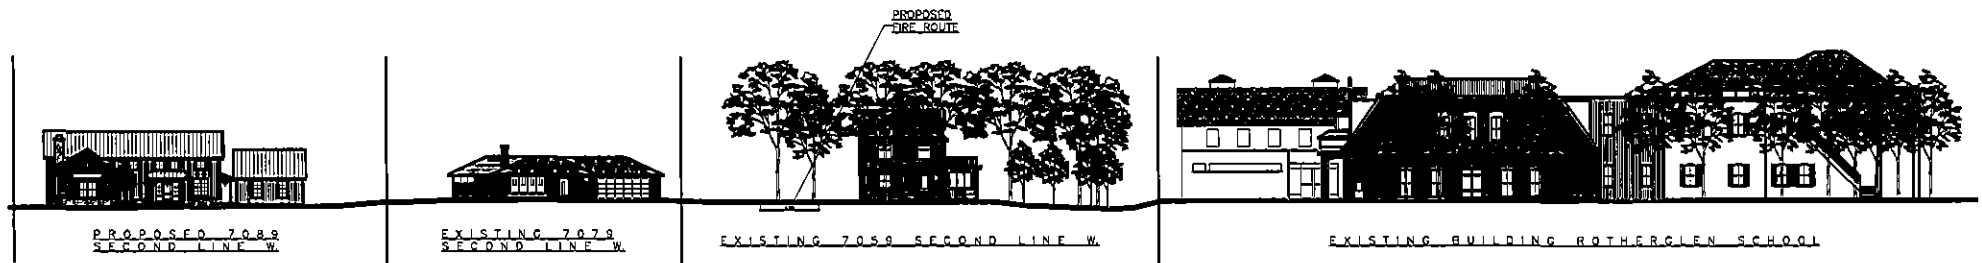 PROPOSED
FIRE ROUTE
PROPOSED 7089
SECOND LINE W.
EXISTING 7079
SECOND LINE W.
EXISTING 7059 SECOND LINE W.
EXISTING BUILDING ROTHERGLEN SCHOOL